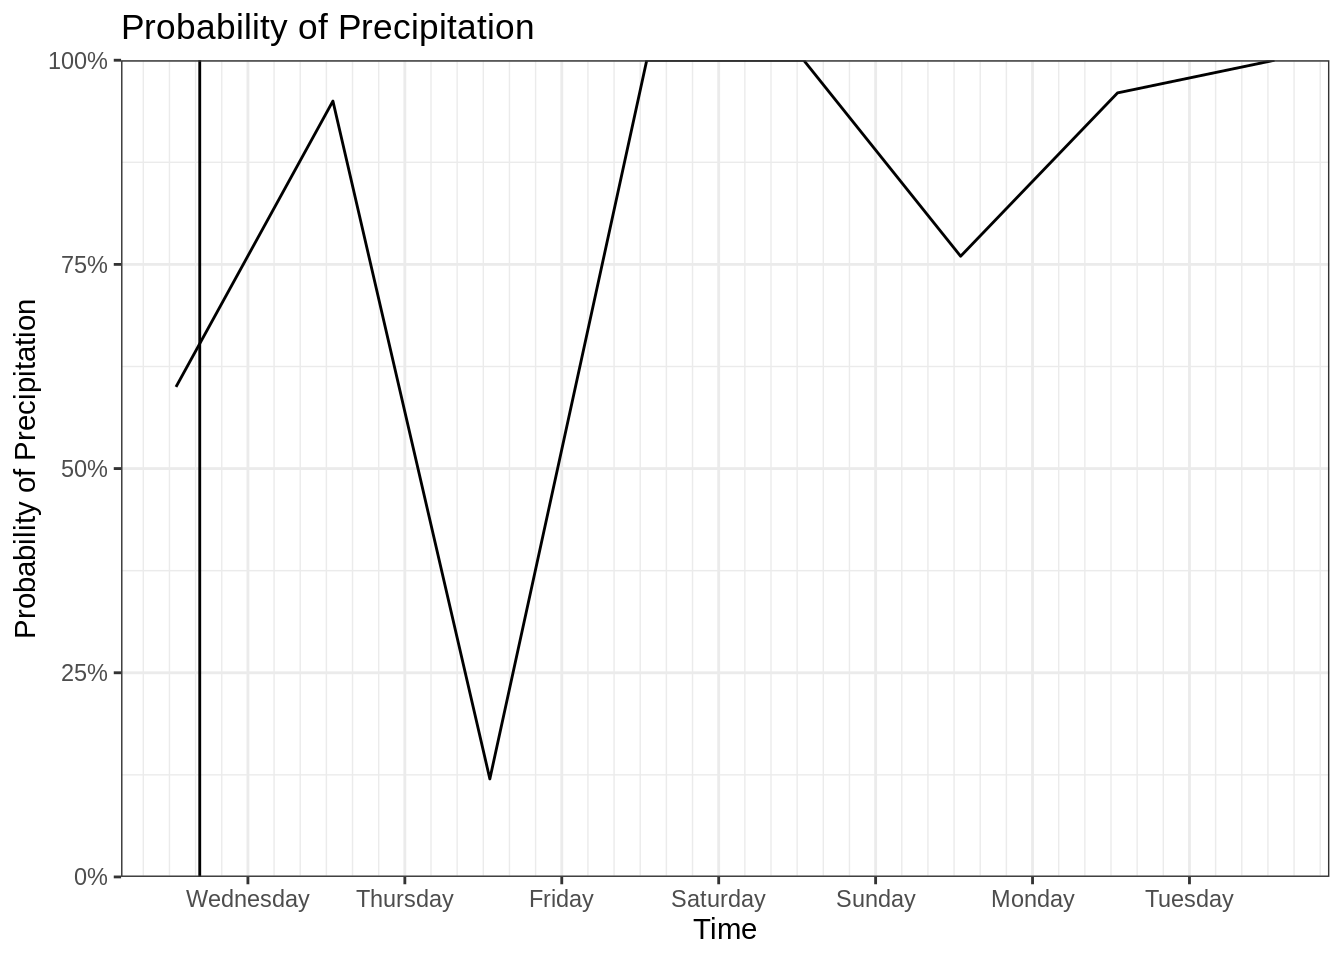 Probability of Precipitation
Probability of Precipitation
100%
75%
50%
25%
0%
Wednesday Thursday Friday Saturday Sunday Monday Tuesday
Time